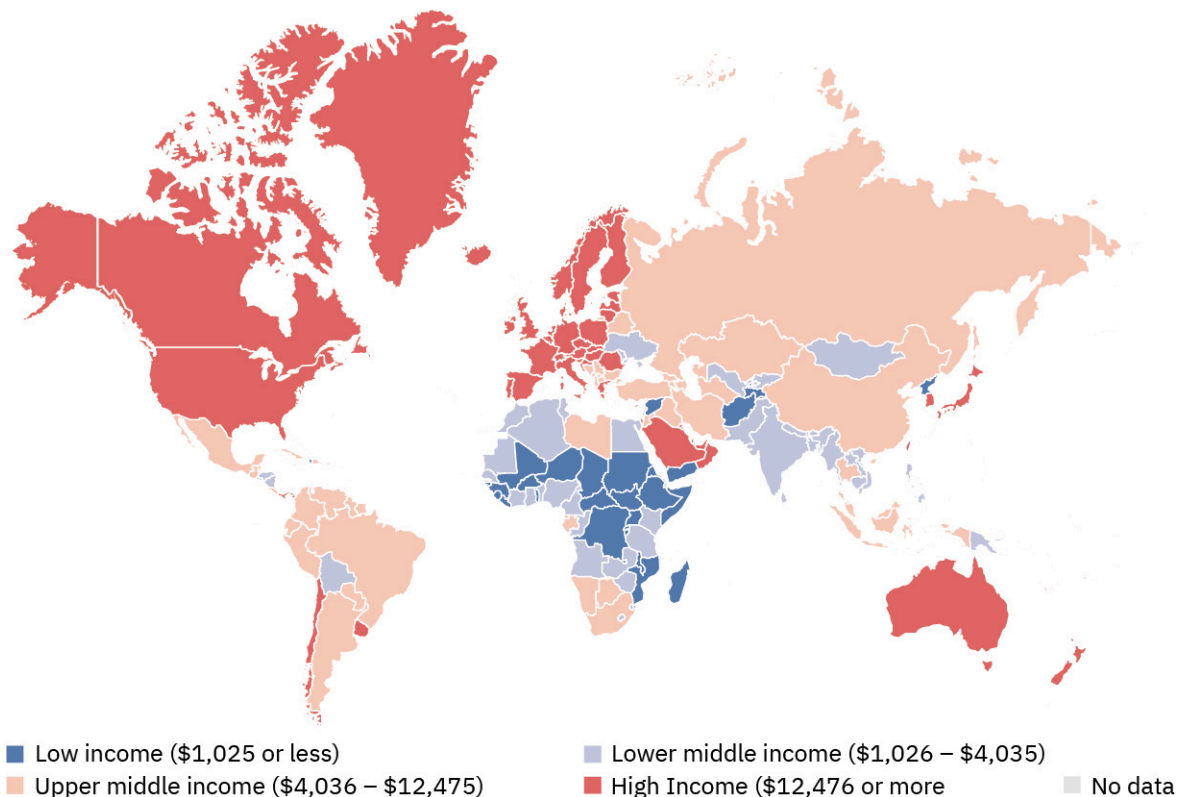 Low income ($1,025 or less)
Lower middle income ($1,026 – $4,035)
Upper middle income ($4,036 – $12,475)
High Income ($12,476 or more
No data